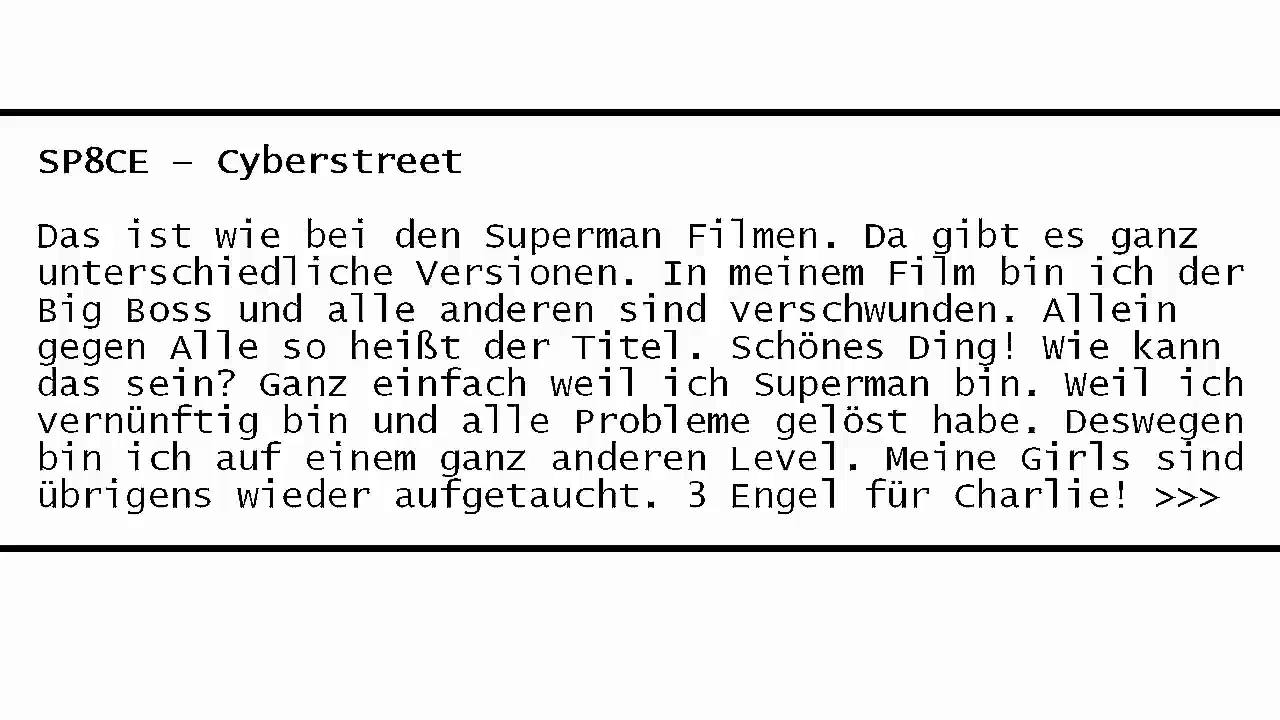 SP8CE – Cyberstreet
Das ist wie bei den Superman Filmen. Da gibt es ganz
unterschiedliche Versionen. In meinem Film bin ich der
Big Boss und alle anderen sind verschwunden. Allein
gegen Alle so heißt der Titel. Schönes Ding! Wie kann
das sein? Ganz einfach weil ich Superman bin. Weil ich
vernünftig bin und alle Probleme gelöst habe. Deswegen
bin ich auf einem ganz anderen Level. Meine Girls sind
übrigens wieder aufgetaucht. 3 Engel für Charlie! >>>